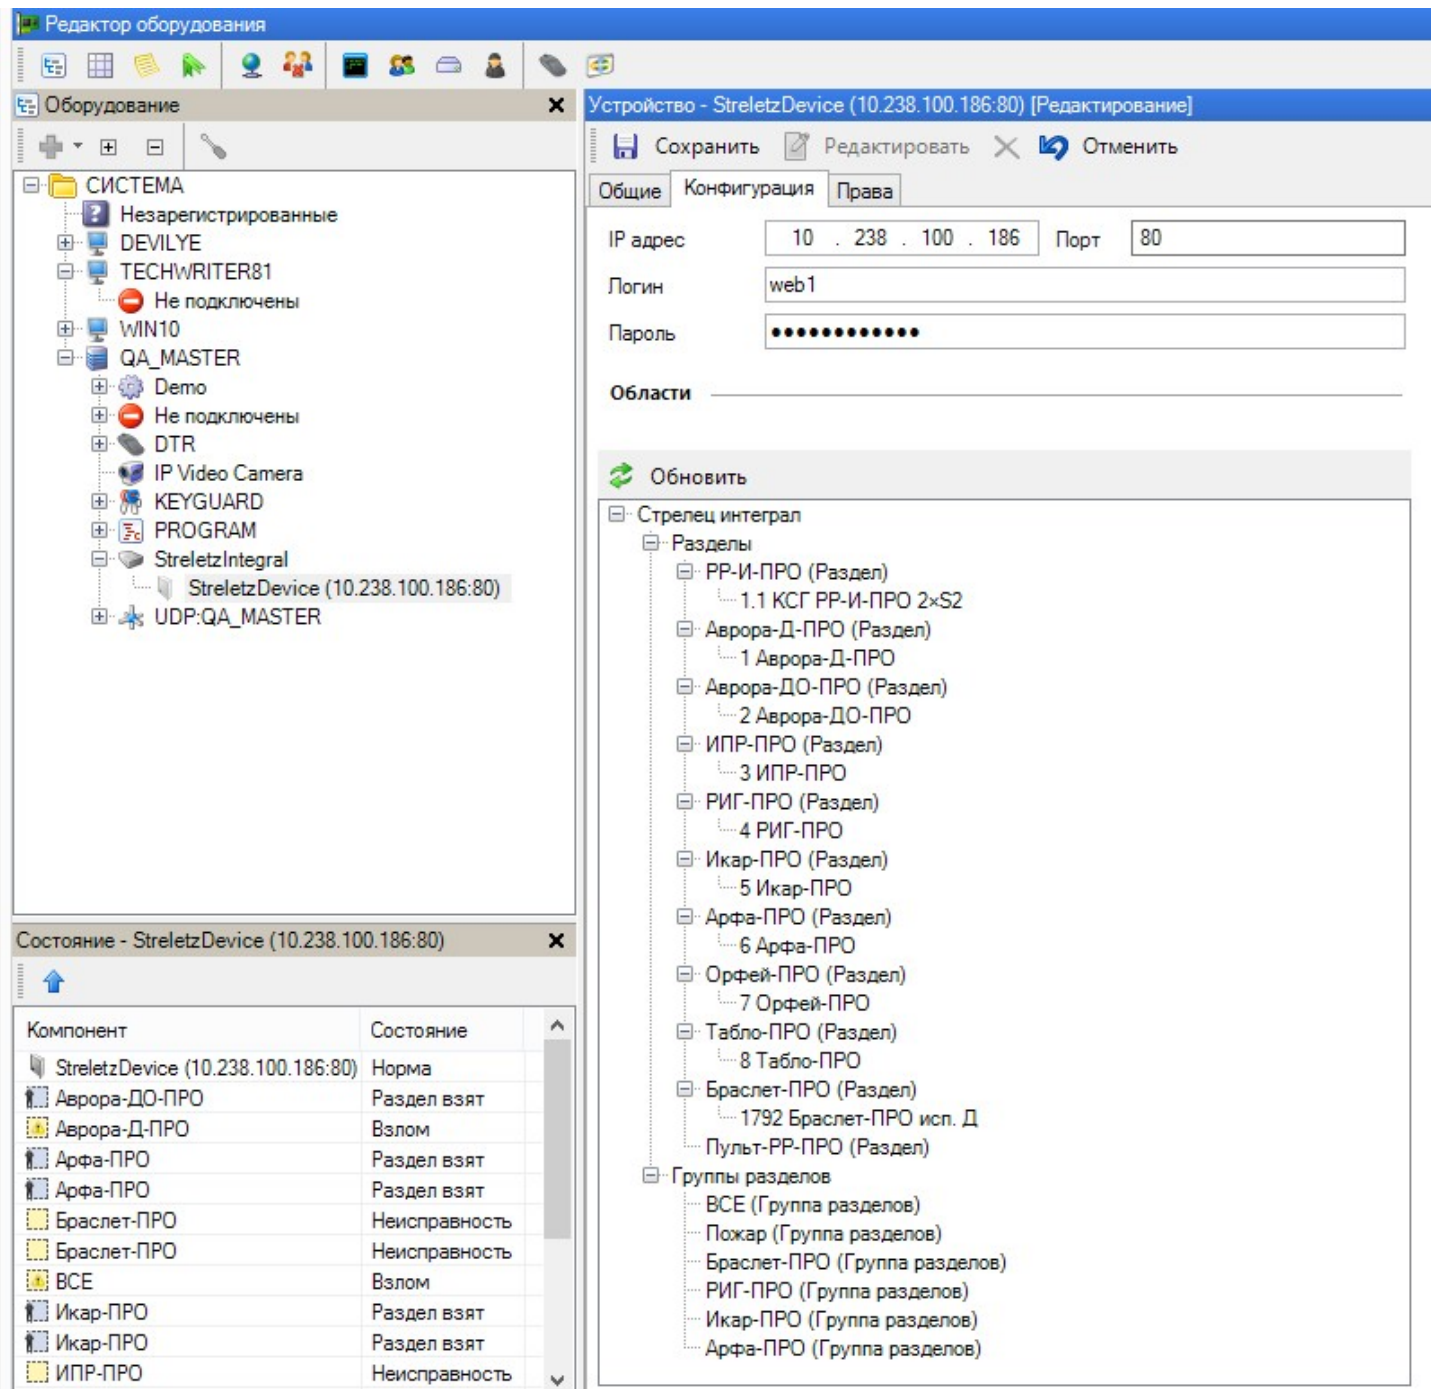 Редактор оборудования
Оборудование
СИСТЕМА
Незарегистрированные
DEVILYE
TECHWRITER81
Не подключены
WIN10
QA_MASTER
Demo
Не подключены
DTR
IP Video Camera
KEYGUARD
PROGRAM
StreletzIntegral
StreletzDevice (10.238.100.186:80)
UDP:QA_MASTER
Состояние - StreletzDevice (10.238.100.186:80)
Компонент Состояние
StreletzDevice (10.238.100.186:80) Норма
Аврора-ДО-ПРО Раздел взят
Аврора-Д-ПРО Взлом
Арфа-ПРО Раздел взят
Арфа-ПРО Раздел взят
Браслет-ПРО Неисправность
Браслет-ПРО Неисправность
ВСЕ Взлом
Икар-ПРО Раздел взят
Икар-ПРО Раздел взят
ИПР-ПРО Неисправность
Устройство - StreletzDevice (10.238.100.186:80) [Редактирование]
Сохранить Редактировать Отменить
Общие Конфигурация Права
IP адрес 10 . 238 . 100 . 186 Порт 80
Логин web1
Пароль ●●●●●●●●●●●●
Области
Обновить
Стрелец интеграл
Разделы
РР-И-ПРО (Раздел)
1.1 КСГ РР-И-ПРО 2×S2
Аврора-Д-ПРО (Раздел)
1 Аврора-Д-ПРО
Аврора-ДО-ПРО (Раздел)
2 Аврора-ДО-ПРО
ИПР-ПРО (Раздел)
3 ИПР-ПРО
РИГ-ПРО (Раздел)
4 РИГ-ПРО
Икар-ПРО (Раздел)
5 Икар-ПРО
Арфа-ПРО (Раздел)
6 Арфа-ПРО
Орфей-ПРО (Раздел)
7 Орфей-ПРО
Табло-ПРО (Раздел)
8 Табло-ПРО
Браслет-ПРО (Раздел)
1792 Браслет-ПРО исп. Д
Пульт-РР-ПРО (Раздел)
Группы разделов
ВСЕ (Группа разделов)
Пожар (Группа разделов)
Браслет-ПРО (Группа разделов)
РИГ-ПРО (Группа разделов)
Икар-ПРО (Группа разделов)
Арфа-ПРО (Группа разделов)